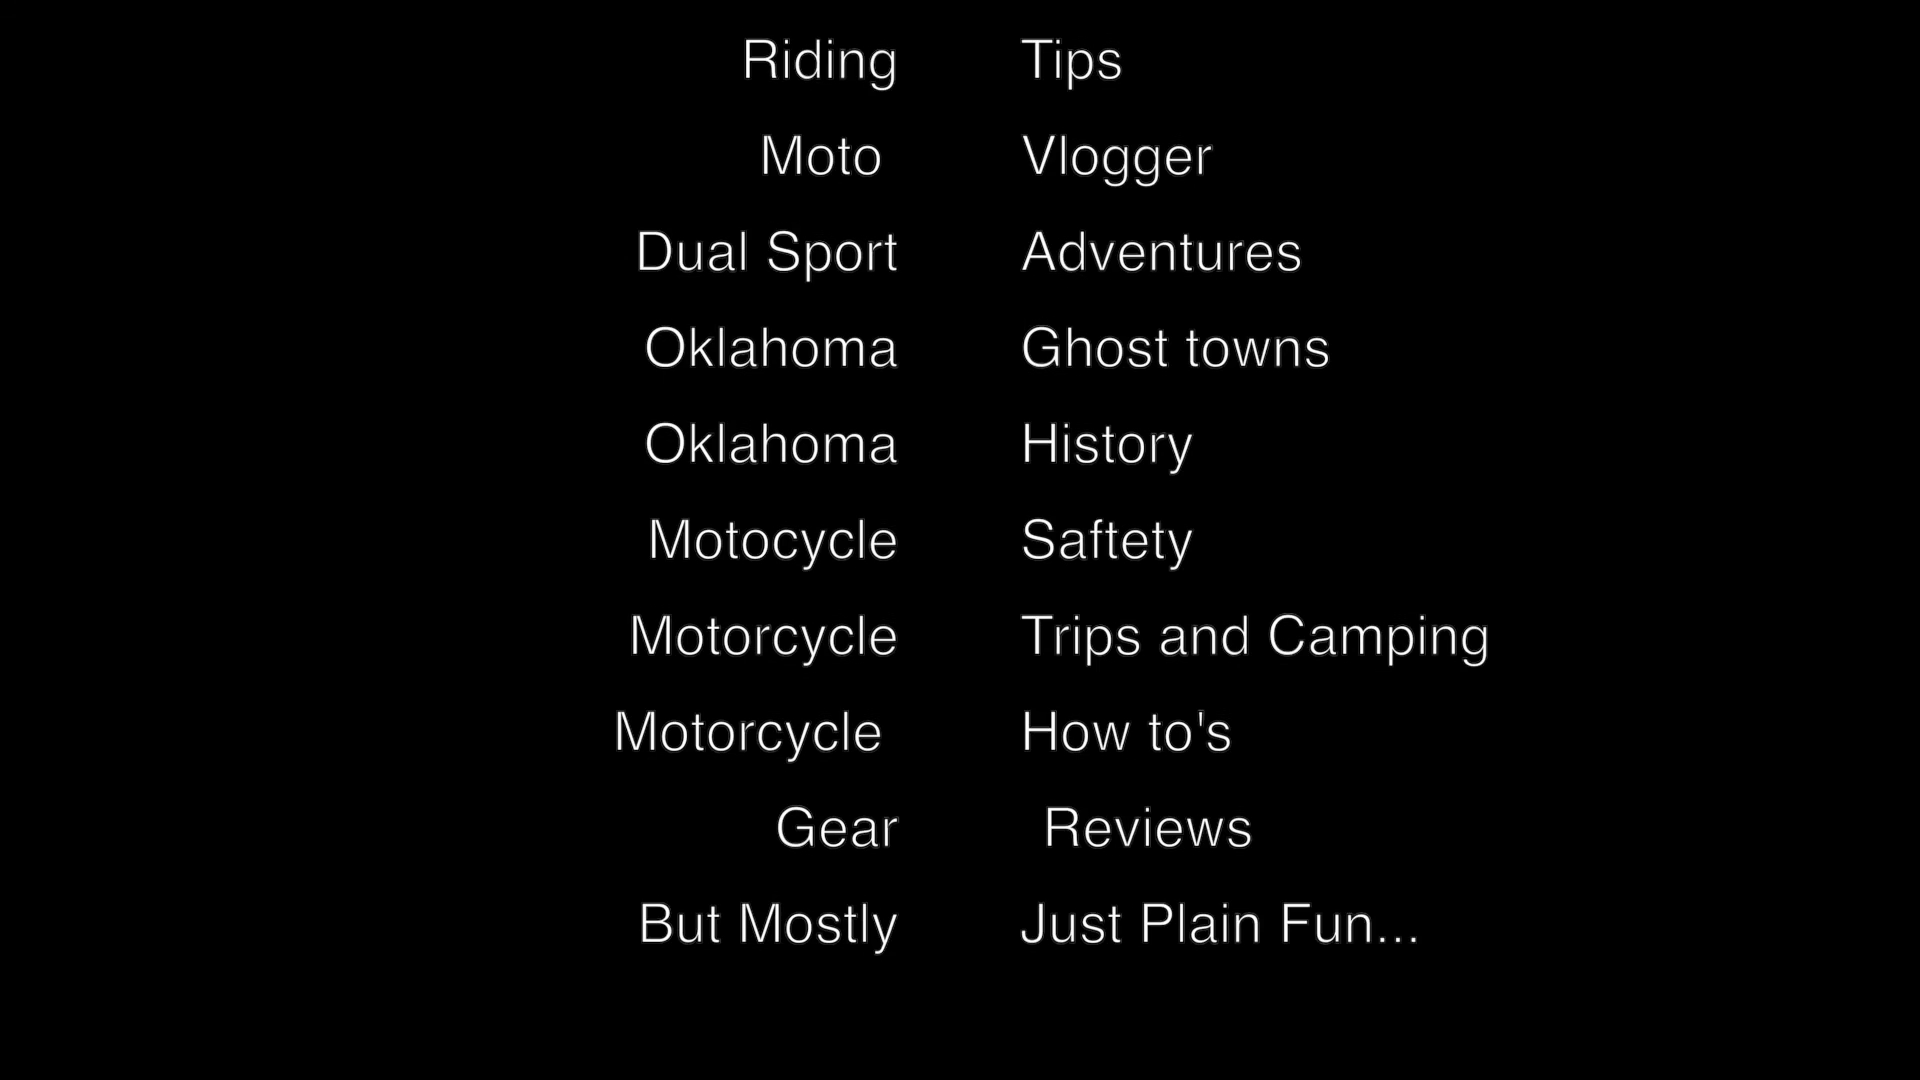 Riding Tips
Moto Vlogger
Dual Sport Adventures
Oklahoma Ghost towns
Oklahoma History
Motocycle Saftety
Motorcycle Trips and Camping
Motorcycle How to's
Gear Reviews
But Mostly Just Plain Fun...